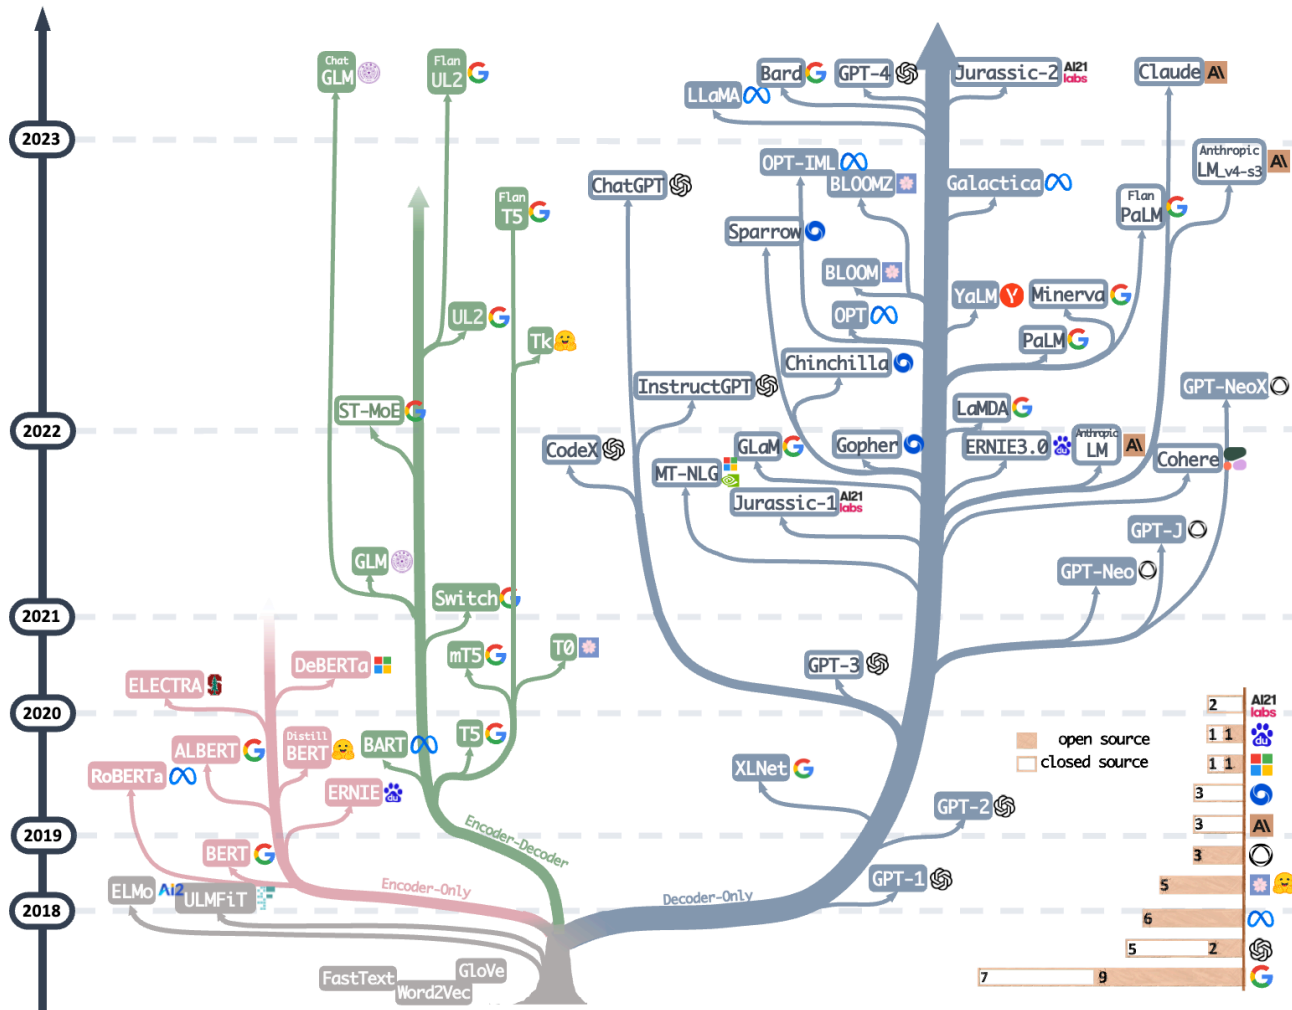 Chat
GLM
Flan
UL2
Bard
GPT-4
Jurassic-2
AI21
labs
Claude
A\
LLaMA
2023
OPT-IML
Anthropic
LM_v4-s3
A\
ChatGPT
BLOOMZ
Galactica
Flan
T5
Flan
PaLM
Sparrow
BLOOM
YaLM
Y
Minerva
UL2
OPT
Tk
PaLM
Chinchilla
InstructGPT
GPT-NeoX
ST-MoE
LaMDA
2022
CodeX
GLaM
Gopher
ERNIE3.0
du
Anthropic
LM
A\
MT-NLG
Cohere
Jurassic-1
AI21
labs
GPT-J
GLM
GPT-Neo
Switch
2021
mT5
T0
DeBERTa
GPT-3
ELECTRA
S
2020
2
AI21
labs
BART
T5
ALBERT
Distill
BERT
open source
1
1
du
closed source
1
1
RoBERTa
XLNet
ERNIE
du
3
GPT-2
2019
Encoder-Decoder
3
A\
BERT
3
ELMo
Ai2
ULMFiT
Encoder-Only
Decoder-Only
GPT-1
5
2018
6
5
2
FastText
Word2Vec
GloVe
7
9